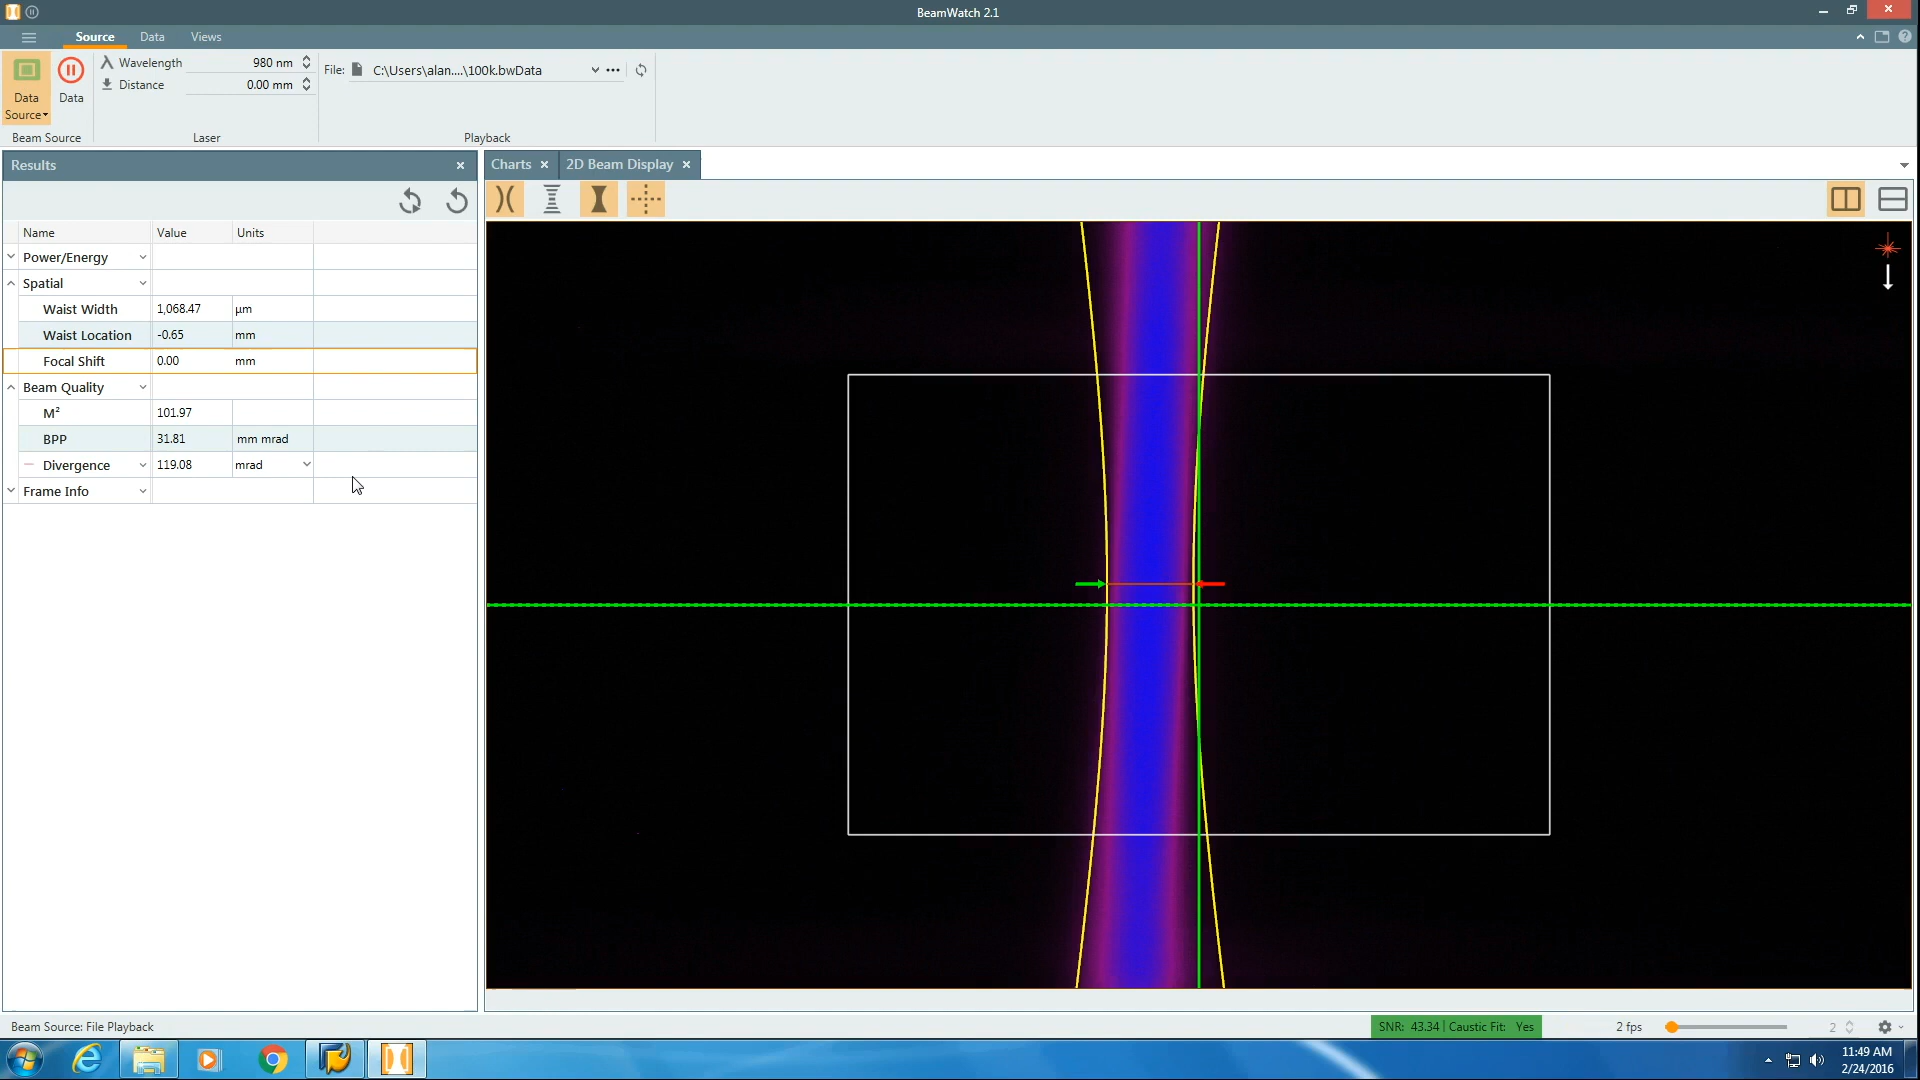 BeamWatch 2.1
Source Data Views
Data Source
Data
Beam Source
Wavelength 980 nm
Distance 0.00 mm
Laser
File: C:\Users\alan....\100k.bwData
Playback
Results
Charts
2D Beam Display
Name Value Units
Power/Energy
Spatial
Waist Width 1,068.47 µm
Waist Location -0.65 mm
Focal Shift 0.00 mm
Beam Quality
M² 101.97
BPP 31.81 mm mrad
Divergence 119.08 mrad
Frame Info
Beam Source: File Playback
SNR: 43.34 | Caustic Fit: Yes
2 fps
2
11:49 AM
2/24/2016